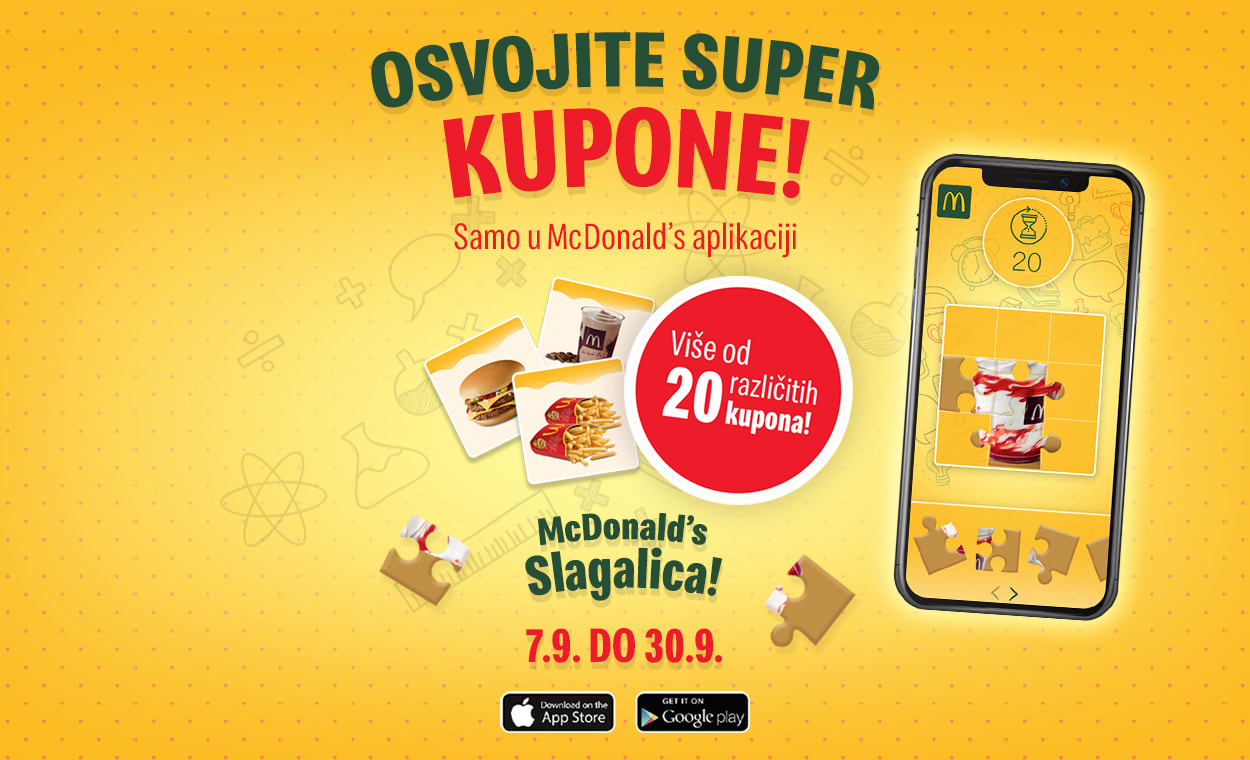 OSVOJITE SUPER
KUPONE!
Samo u McDonald's aplikaciji
Više od
20 različitih
kupona!
20
McDonald's
Slagalica!
7.9. DO 30.9.
Download on the
App Store
GET IT ON
Google play